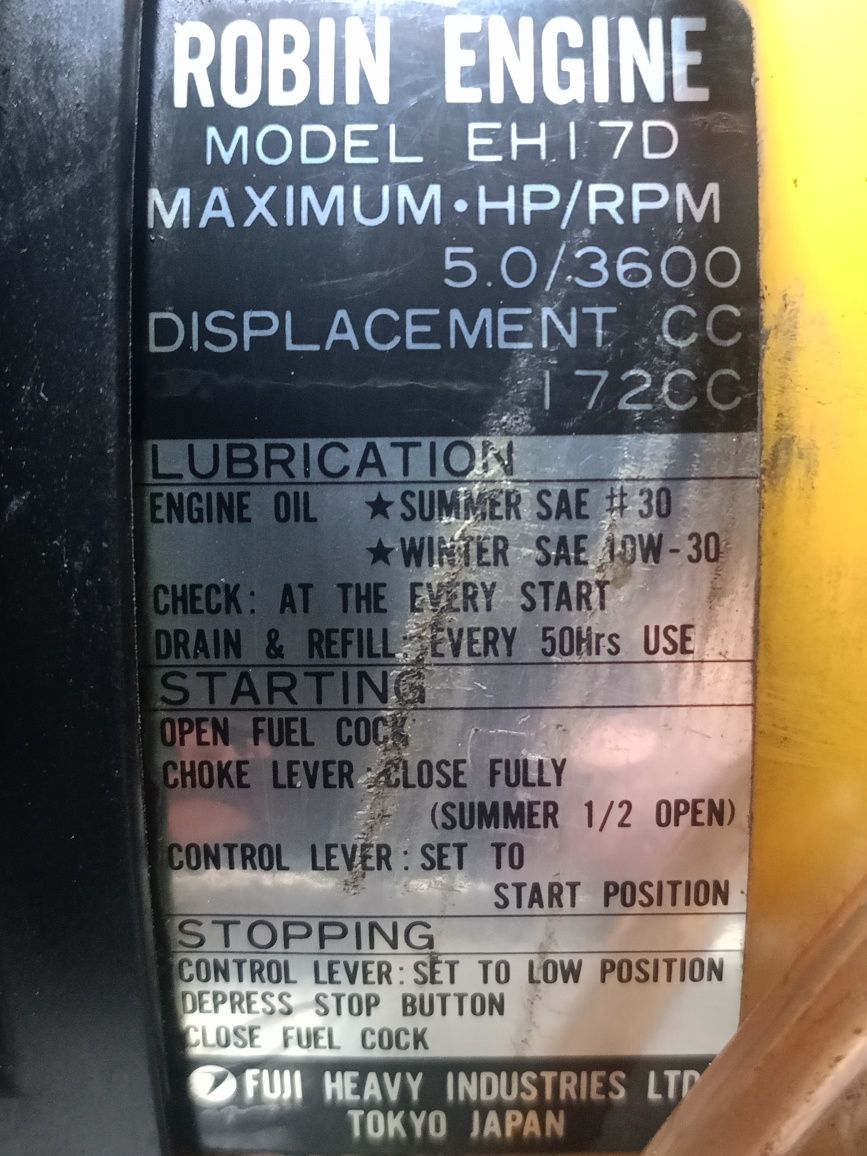 ROBIN ENGINE
MODEL EH17D
MAXIMUM·HP/RPM
5.0/3600
DISPLACEMENT CC
172CC
LUBRICATION
ENGINE OIL ★SUMMER SAE #30
★WINTER SAE 10W-30
CHECK: AT THE EVERY START
DRAIN & REFILL: EVERY 50Hrs USE
STARTING
OPEN FUEL COCK
CHOKE LEVER: CLOSE FULLY
(SUMMER 1/2 OPEN)
CONTROL LEVER: SET TO
START POSITION
STOPPING
CONTROL LEVER: SET TO LOW POSITION
DEPRESS STOP BUTTON
CLOSE FUEL COCK
FUJI HEAVY INDUSTRIES LTD
TOKYO JAPAN